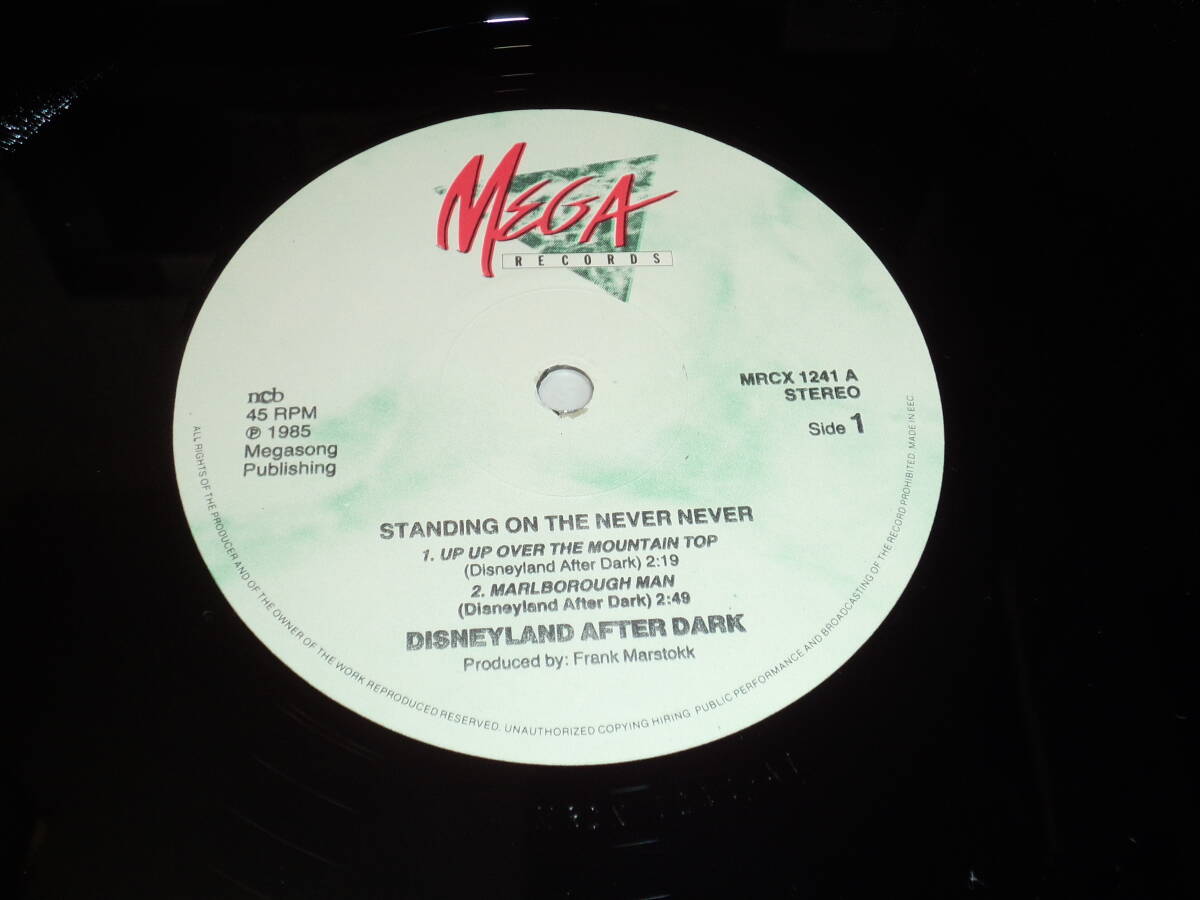 MEGA
RECORDS
ncb
45 RPM
℗ 1985
Megasong
Publishing
MRCX 1241 A
STEREO
Side 1
STANDING ON THE NEVER NEVER
1. UP UP OVER THE MOUNTAIN TOP
(Disneyland After Dark) 2:19
2. MARLBOROUGH MAN
(Disneyland After Dark) 2:49
DISNEYLAND AFTER DARK
Produced by: Frank Marstokk
ALL RIGHTS OF THE PRODUCER AND OF THE OWNER OF THE WORK REPRODUCED RESERVED. UNAUTHORIZED COPYING HIRING PUBLIC PERFORMANCE AND BROADCASTING OF THE RECORD PROHIBITED. MADE IN EEC.